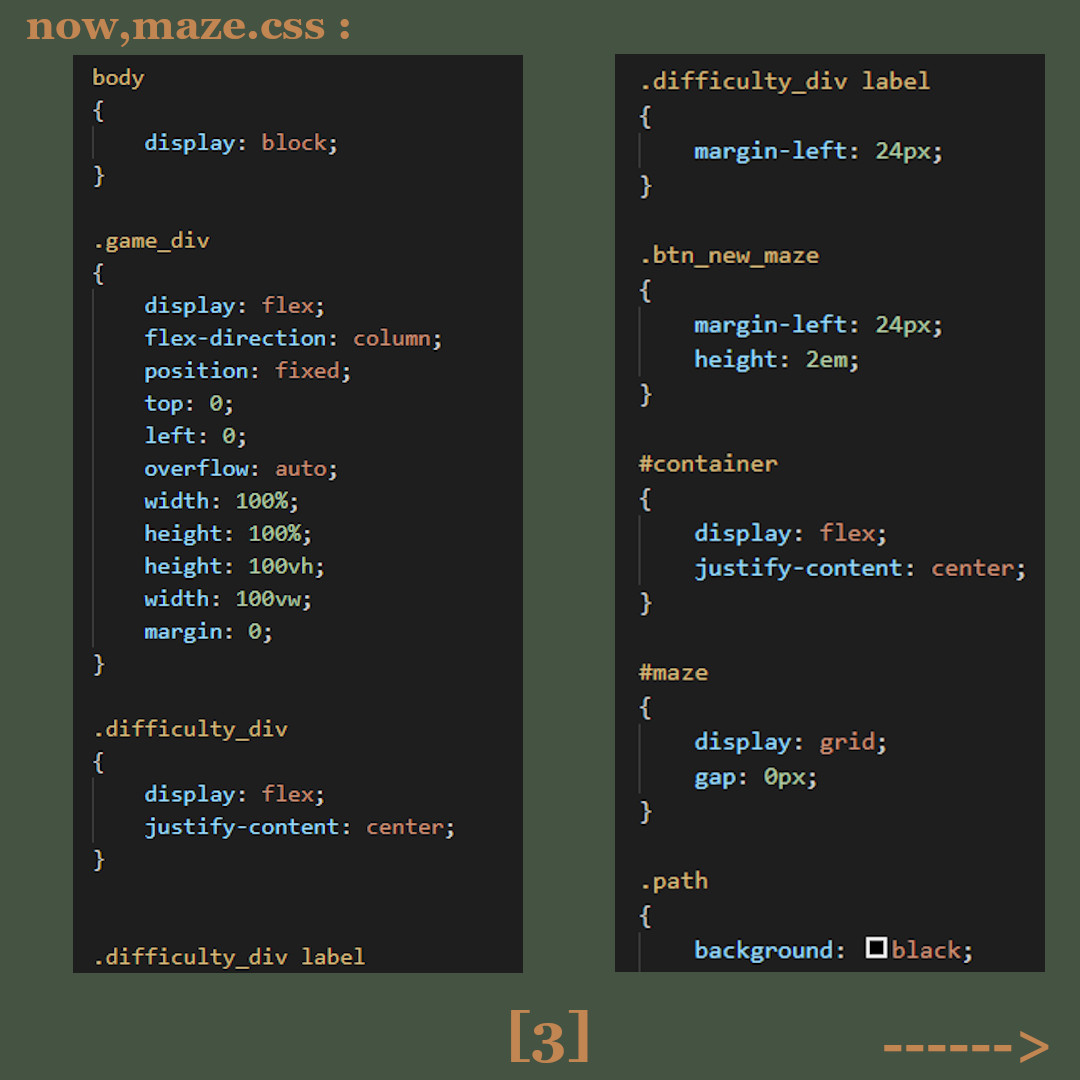 now,maze.css :
body
{
display: block;
}
.game_div
{
display: flex;
flex-direction: column;
position: fixed;
top: 0;
left: 0;
overflow: auto;
width: 100%;
height: 100%;
height: 100vh;
width: 100vw;
margin: 0;
}
.difficulty_div
{
display: flex;
justify-content: center;
}
.difficulty_div label
.difficulty_div label
{
margin-left: 24px;
}
.btn_new_maze
{
margin-left: 24px;
height: 2em;
}
#container
{
display: flex;
justify-content: center;
}
#maze
{
display: grid;
gap: 0px;
}
.path
{
background: black;
[3]
------>